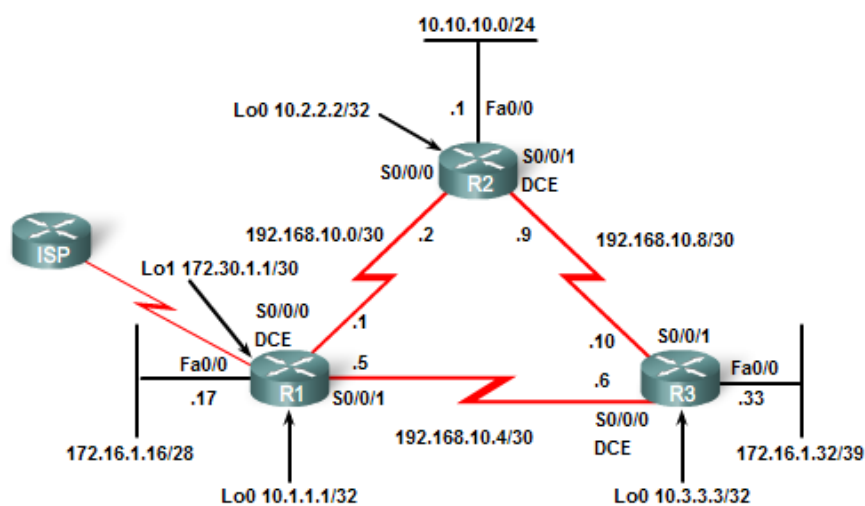 10.10.10.0/24
.1 Fa0/0
Lo0 10.2.2.2/32
S0/0/0
S0/0/1
R2
DCE
192.168.10.0/30
.2
.9
192.168.10.8/30
ISP
Lo1 172.30.1.1/30
S0/0/0
DCE
.1
.10
S0/0/1
Fa0/0
.17
R1
.5
S0/0/1
.6
R3
Fa0/0
.33
S0/0/0
DCE
192.168.10.4/30
172.16.1.16/28
172.16.1.32/39
Lo0 10.1.1.1/32
Lo0 10.3.3.3/32